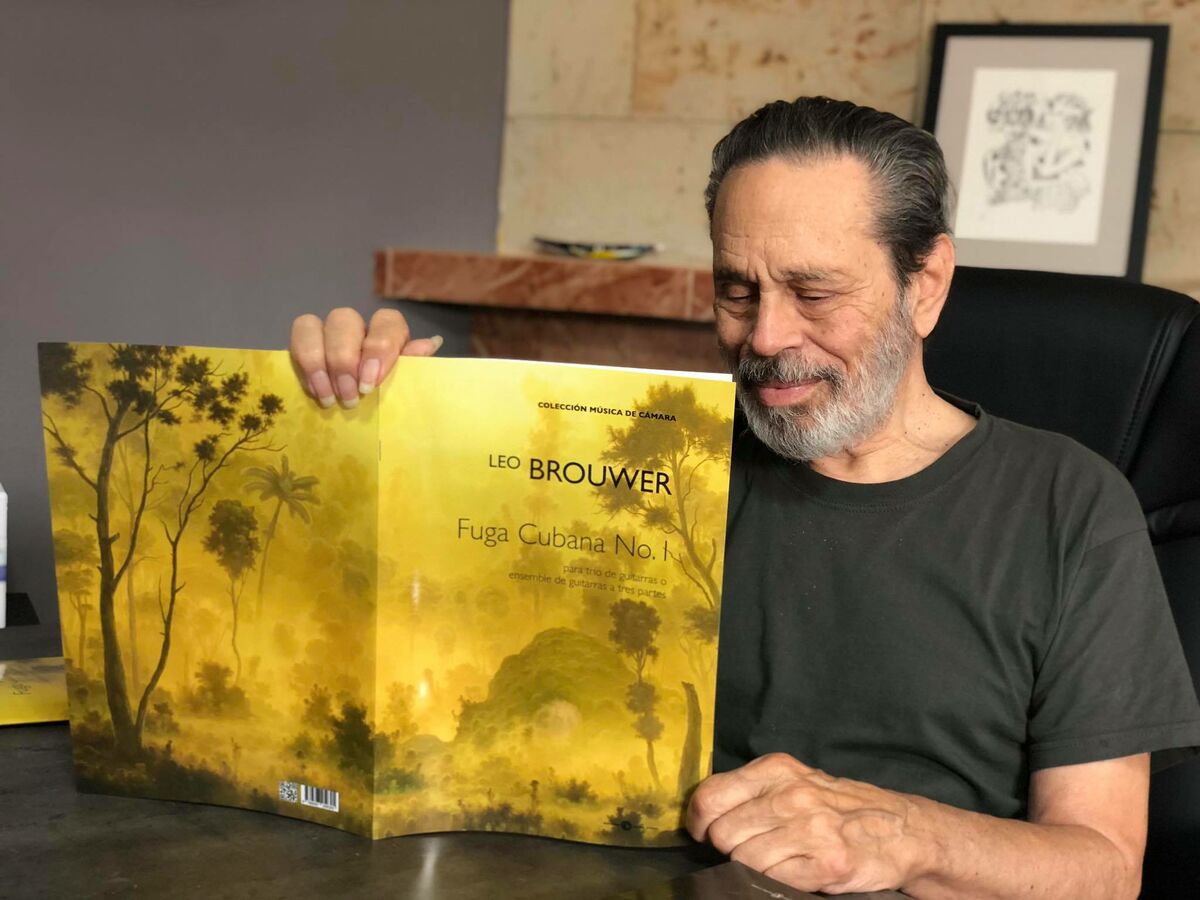 COLECCIÓN MÚSICA DE CÁMARA
LEO BROUWER
Fuga Cubana No. 1
para trío de guitarras o
ensemble de guitarras a tres partes